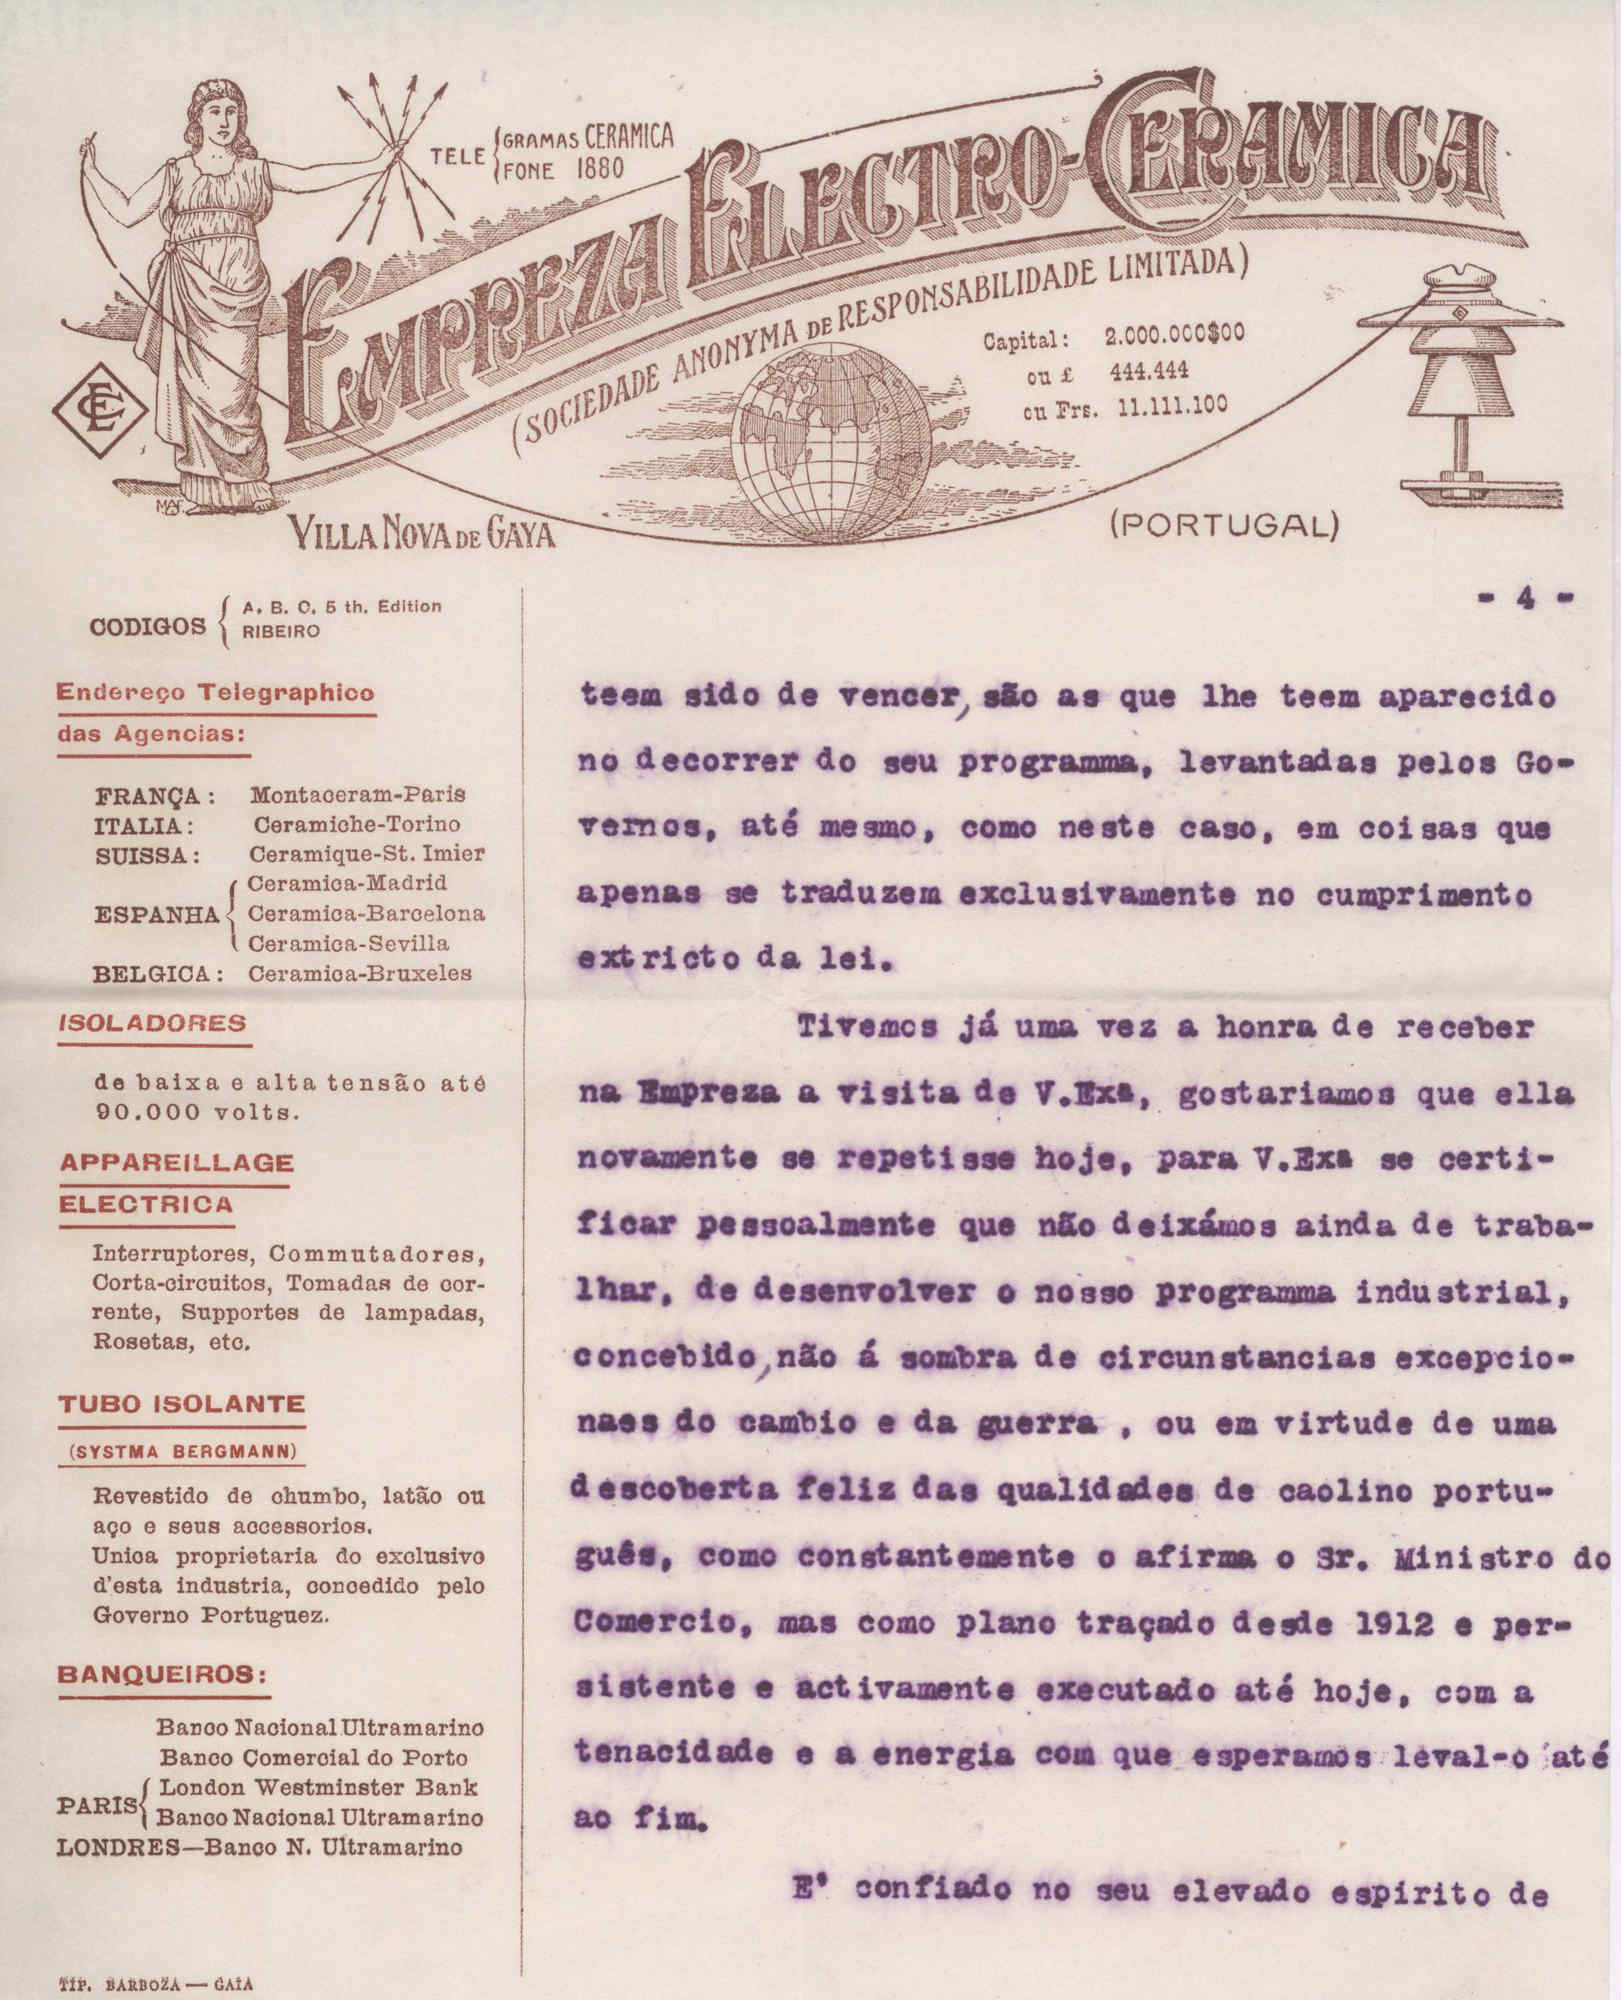 TELE { GRAMAS CERAMICA
FONE 1880
EMPREZA ELECTRO-CERAMICA
(SOCIEDADE ANONYMA DE RESPONSABILIDADE LIMITADA)
Capital: 2.000.000$00
ou £ 444.444
ou Frs. 11.111.100
VILLA NOVA DE GAYA
(PORTUGAL)
CODIGOS { A. B. C. 5 th. Edition
RIBEIRO
Endereço Telegraphico
das Agencias:
FRANÇA: Montaceram-Paris
ITALIA: Ceramiche-Torino
SUISSA: Ceramique-St. Imier
ESPANHA { Ceramica-Madrid
Ceramica-Barcelona
Ceramica-Sevilla
BELGICA: Ceramica-Bruxeles
ISOLADORES
de baixa e alta tensão até
90.000 volts.
APPAREILLAGE
ELECTRICA
Interruptores, Commutadores,
Corta-circuitos, Tomadas de cor-
rente, Supportes de lampadas,
Rosetas, etc.
TUBO ISOLANTE
(SYSTMA BERGMANN)
Revestido de chumbo, latão ou
aço e seus accessorios.
Unica proprietaria do exclusivo
d'esta industria, concedido pelo
Governo Portuguez.
BANQUEIROS:
Banco Nacional Ultramarino
Banco Comercial do Porto
PARIS { London Westminster Bank
Banco Nacional Ultramarino
LONDRES—Banco N. Ultramarino
TIP. BARBOZA — GAIA
- 4 -
teem sido de vencer, são as que lhe teem aparecido
no decorrer do seu programma, levantadas pelos Go-
vernos, até mesmo, como neste caso, em coisas que
apenas se traduzem exclusivamente no cumprimento
extricto da lei.
Tivemos já uma vez a honra de receber
na Empreza a visita de V.Exª, gostariamos que ella
novamente se repetisse hoje, para V.Exª se certi-
ficar pessoalmente que não deixámos ainda de traba-
lhar, de desenvolver o nosso programma industrial,
concebido, não á sombra de circunstancias excepcio-
naes do cambio e da guerra , ou em virtude de uma
descoberta feliz das qualidades de caolino portu-
guês, como constantemente o afirma o Sr. Ministro do
Comercio, mas como plano traçado desde 1912 e per-
sistente e activamente executado até hoje, com a
tenacidade e a energia com que esperamos leval-o até
ao fim.
E' confiado no seu elevado espirito de